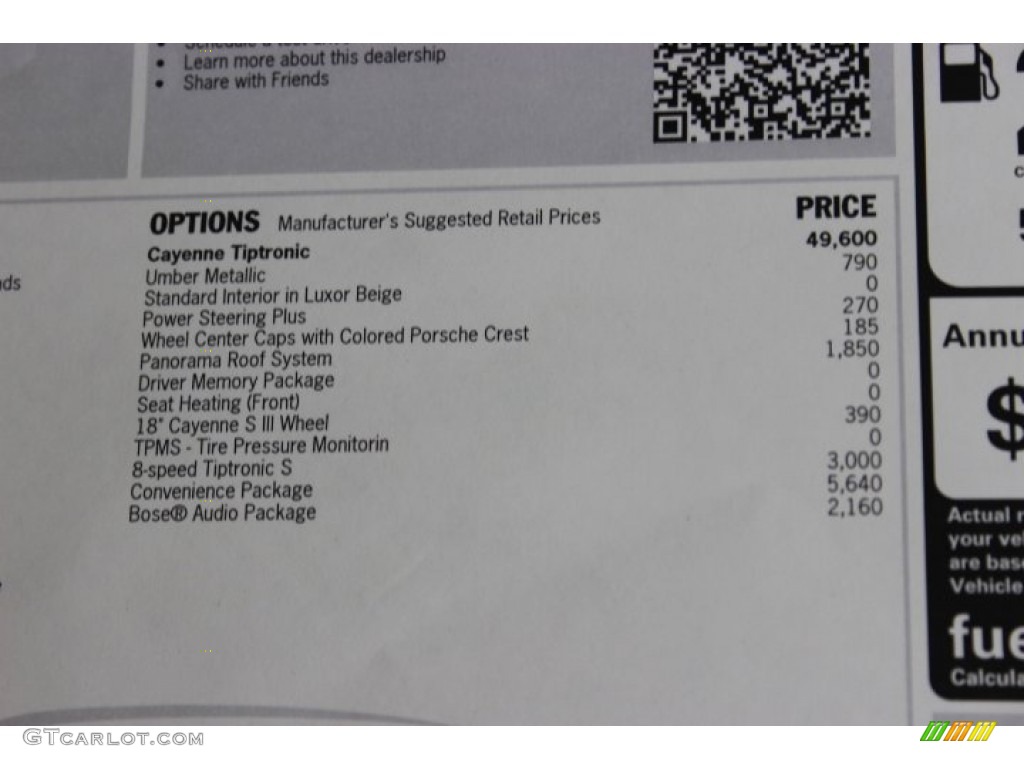 Learn more about this dealership
Share with Friends
OPTIONS Manufacturer's Suggested Retail Prices PRICE
Cayenne Tiptronic 49,600
Umber Metallic 790
Standard Interior in Luxor Beige 0
Power Steering Plus 270
Wheel Center Caps with Colored Porsche Crest 185
Panorama Roof System 1,850
Driver Memory Package 0
Seat Heating (Front) 0
18" Cayenne S III Wheel 390
TPMS - Tire Pressure Monitorin 0
8-speed Tiptronic S 3,000
Convenience Package 5,640
Bose® Audio Package 2,160
Annu
$
Actual
your
are
Vehicle
fue
Calcula
GTCARLOT.COM